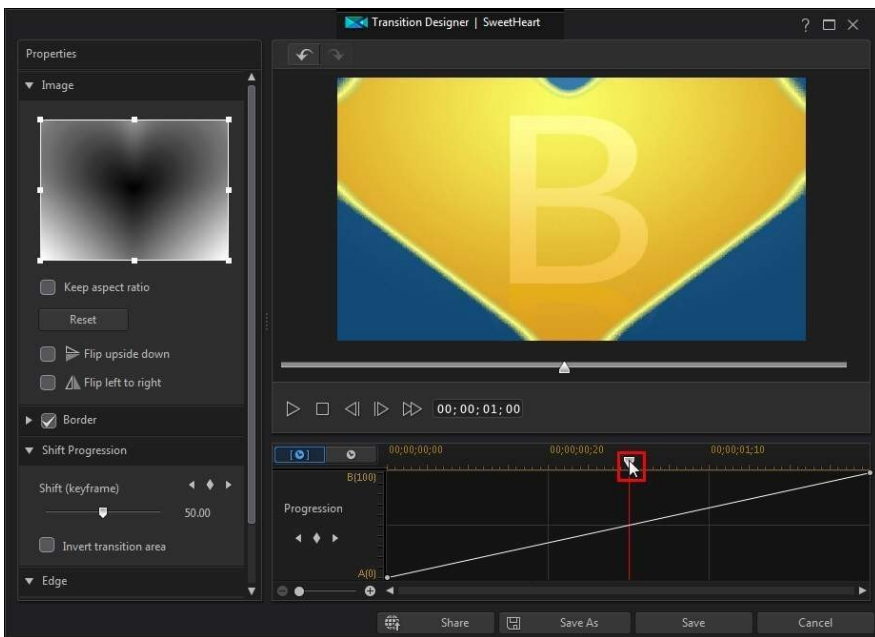 Transition Designer | SweetHeart
?
Properties
Image
Keep aspect ratio
Reset
Flip upside down
Flip left to right
Border
Shift Progression
Shift (keyframe)
50.00
Invert transition area
Edge
B
00;00;01;00
00;00;00;00 00;00;00;20 00;00;01;10
B(100)
Progression
A(0)
Share Save As Save Cancel